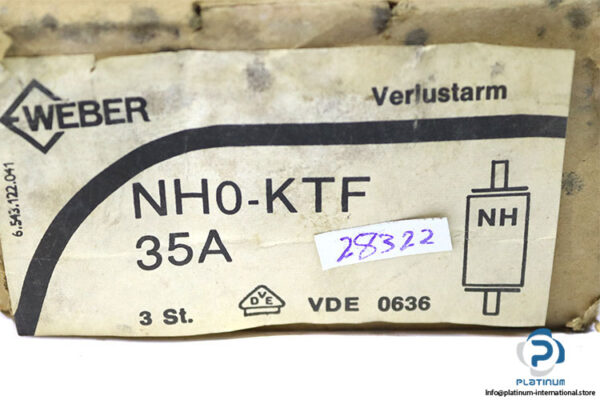 WEBER
Verlustarm
6.543.122.041
NH0-KTF
35A
28322
NH
3 St.
DVE
VDE 0636
PLATINUM
Info@platinum-international.store